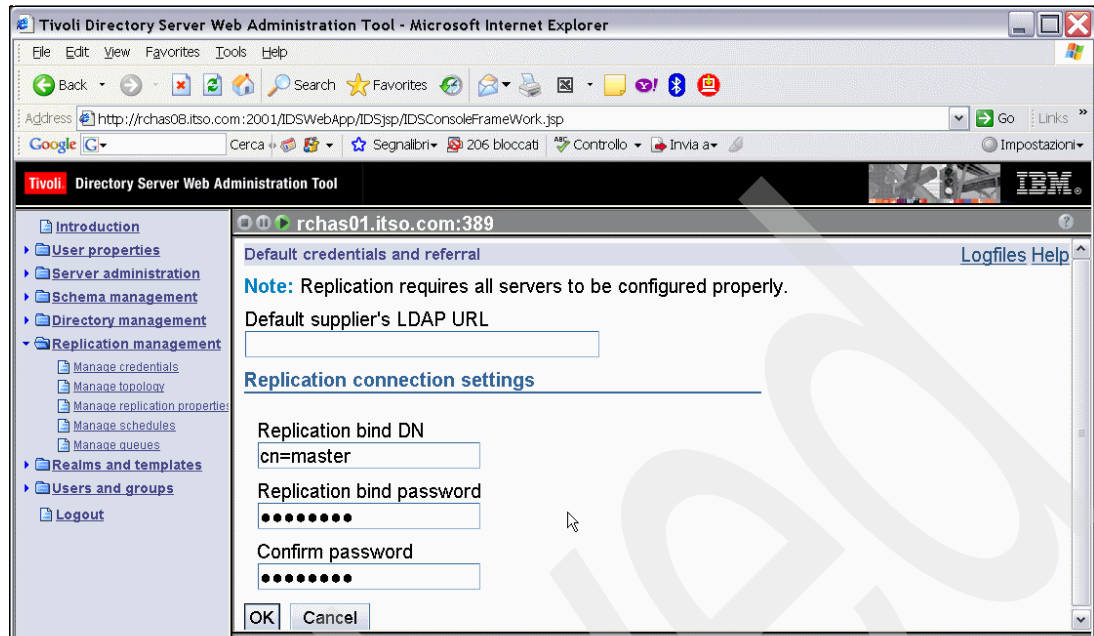 Tivoli Directory Server Web Administration Tool - Microsoft Internet Explorer
File Edit View Favorites Tools Help
Back Search Favorites
Address http://rchas08.itso.com:2001/IDSWebApp/IDSjsp/IDSConsoleFrameWork.jsp Go Links »
Google G Cerca Segnalibri 206 bloccati Controllo Invia a Impostazioni
Tivoli. Directory Server Web Administration Tool IBM®
Introduction
User properties
Server administration
Schema management
Directory management
Replication management
Manage credentials
Manage topology
Manage replication properties
Manage schedules
Manage queues
Realms and templates
Users and groups
Logout
rchas01.itso.com:389 ?
Default credentials and referral Logfiles Help
Note: Replication requires all servers to be configured properly.
Default supplier's LDAP URL
Replication connection settings
Replication bind DN
cn=master
Replication bind password
●●●●●●●●
Confirm password
●●●●●●●●
OK Cancel